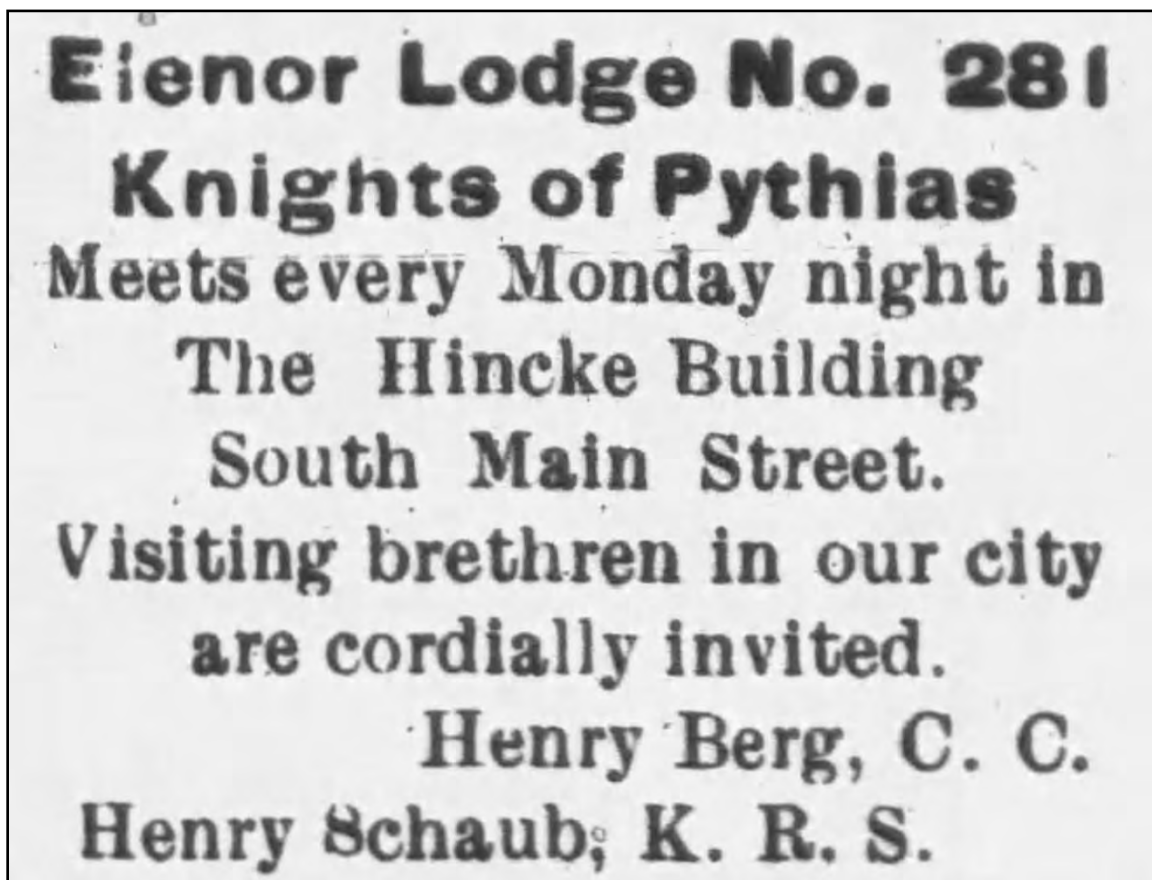 Elenor Lodge No. 281
Knights of Pythias
Meets every Monday night in
The Hincke Building
South Main Street.
Visiting brethren in our city
are cordially invited.
Henry Berg, C. C.
Henry Schaub, K. R. S.